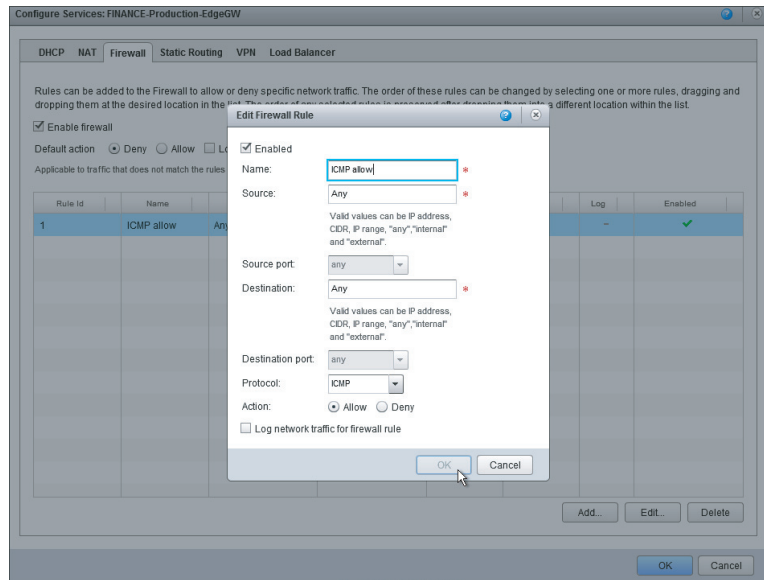 Configure Services: FINANCE-Production-EdgeGW
DHCP NAT Firewall Static Routing VPN Load Balancer
Rules can be added to the Firewall to allow or deny specific network traffic. The order of these rules can be changed by selecting one or more rules, dragging and
dropping them at the desired location in the a different location within the list.
Enable firewall
Default action Deny Allow
Applicable to traffic that does not match the rules
Rule Id Name Log Enabled
1 ICMP allow Any -
Edit Firewall Rule
Enabled
Name: ICMP allow *
Source: Any *
Valid values can be IP address,
CIDR, IP range, "any","internal"
and "external".
Source port: any
Destination: Any *
Valid values can be IP address,
CIDR, IP range, "any","internal"
and "external".
Destination port: any
Protocol: ICMP
Action: Allow Deny
Log network traffic for firewall rule
OK Cancel
Add... Edit... Delete
OK Cancel